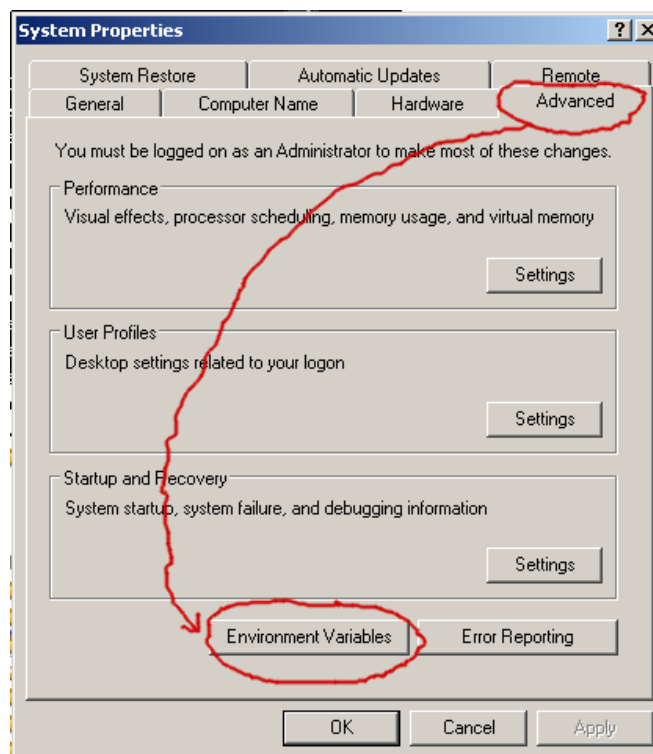 System Properties
System Restore Automatic Updates Remote
General Computer Name Hardware Advanced
You must be logged on as an Administrator to make most of these changes.
Performance
Visual effects, processor scheduling, memory usage, and virtual memory
Settings
User Profiles
Desktop settings related to your logon
Settings
Startup and Recovery
System startup, system failure, and debugging information
Settings
Environment Variables Error Reporting
OK Cancel Apply